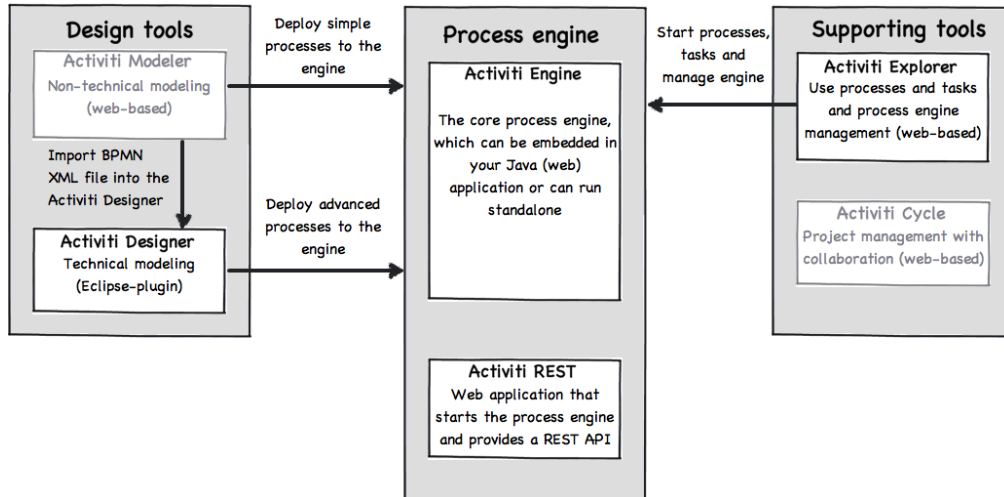 Design tools
Activiti Modeler
Non-technical modeling
(web-based)
Import BPMN
XML file into the
Activiti Designer
Activiti Designer
Technical modeling
(Eclipse-plugin)
Deploy simple
processes to the
engine
Deploy advanced
processes to the
engine
Process engine
Activiti Engine
The core process engine,
which can be embedded in
your Java (web)
application or can run
standalone
Activiti REST
Web application that
starts the process engine
and provides a REST API
Start processes,
tasks and
manage engine
Supporting tools
Activiti Explorer
Use processes and tasks
and process engine
management (web-based)
Activiti Cycle
Project management with
collaboration (web-based)